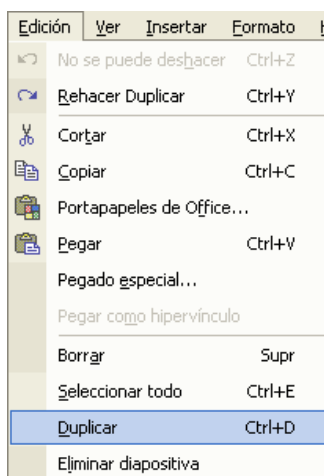 Edición Ver Insertar Formato
No se puede deshacer Ctrl+Z
Rehacer Duplicar Ctrl+Y
Cortar Ctrl+X
Copiar Ctrl+C
Portapapeles de Office...
Pegar Ctrl+V
Pegado especial...
Pegar como hipervínculo
Borrar Supr
Seleccionar todo Ctrl+E
Duplicar Ctrl+D
Eliminar diapositiva